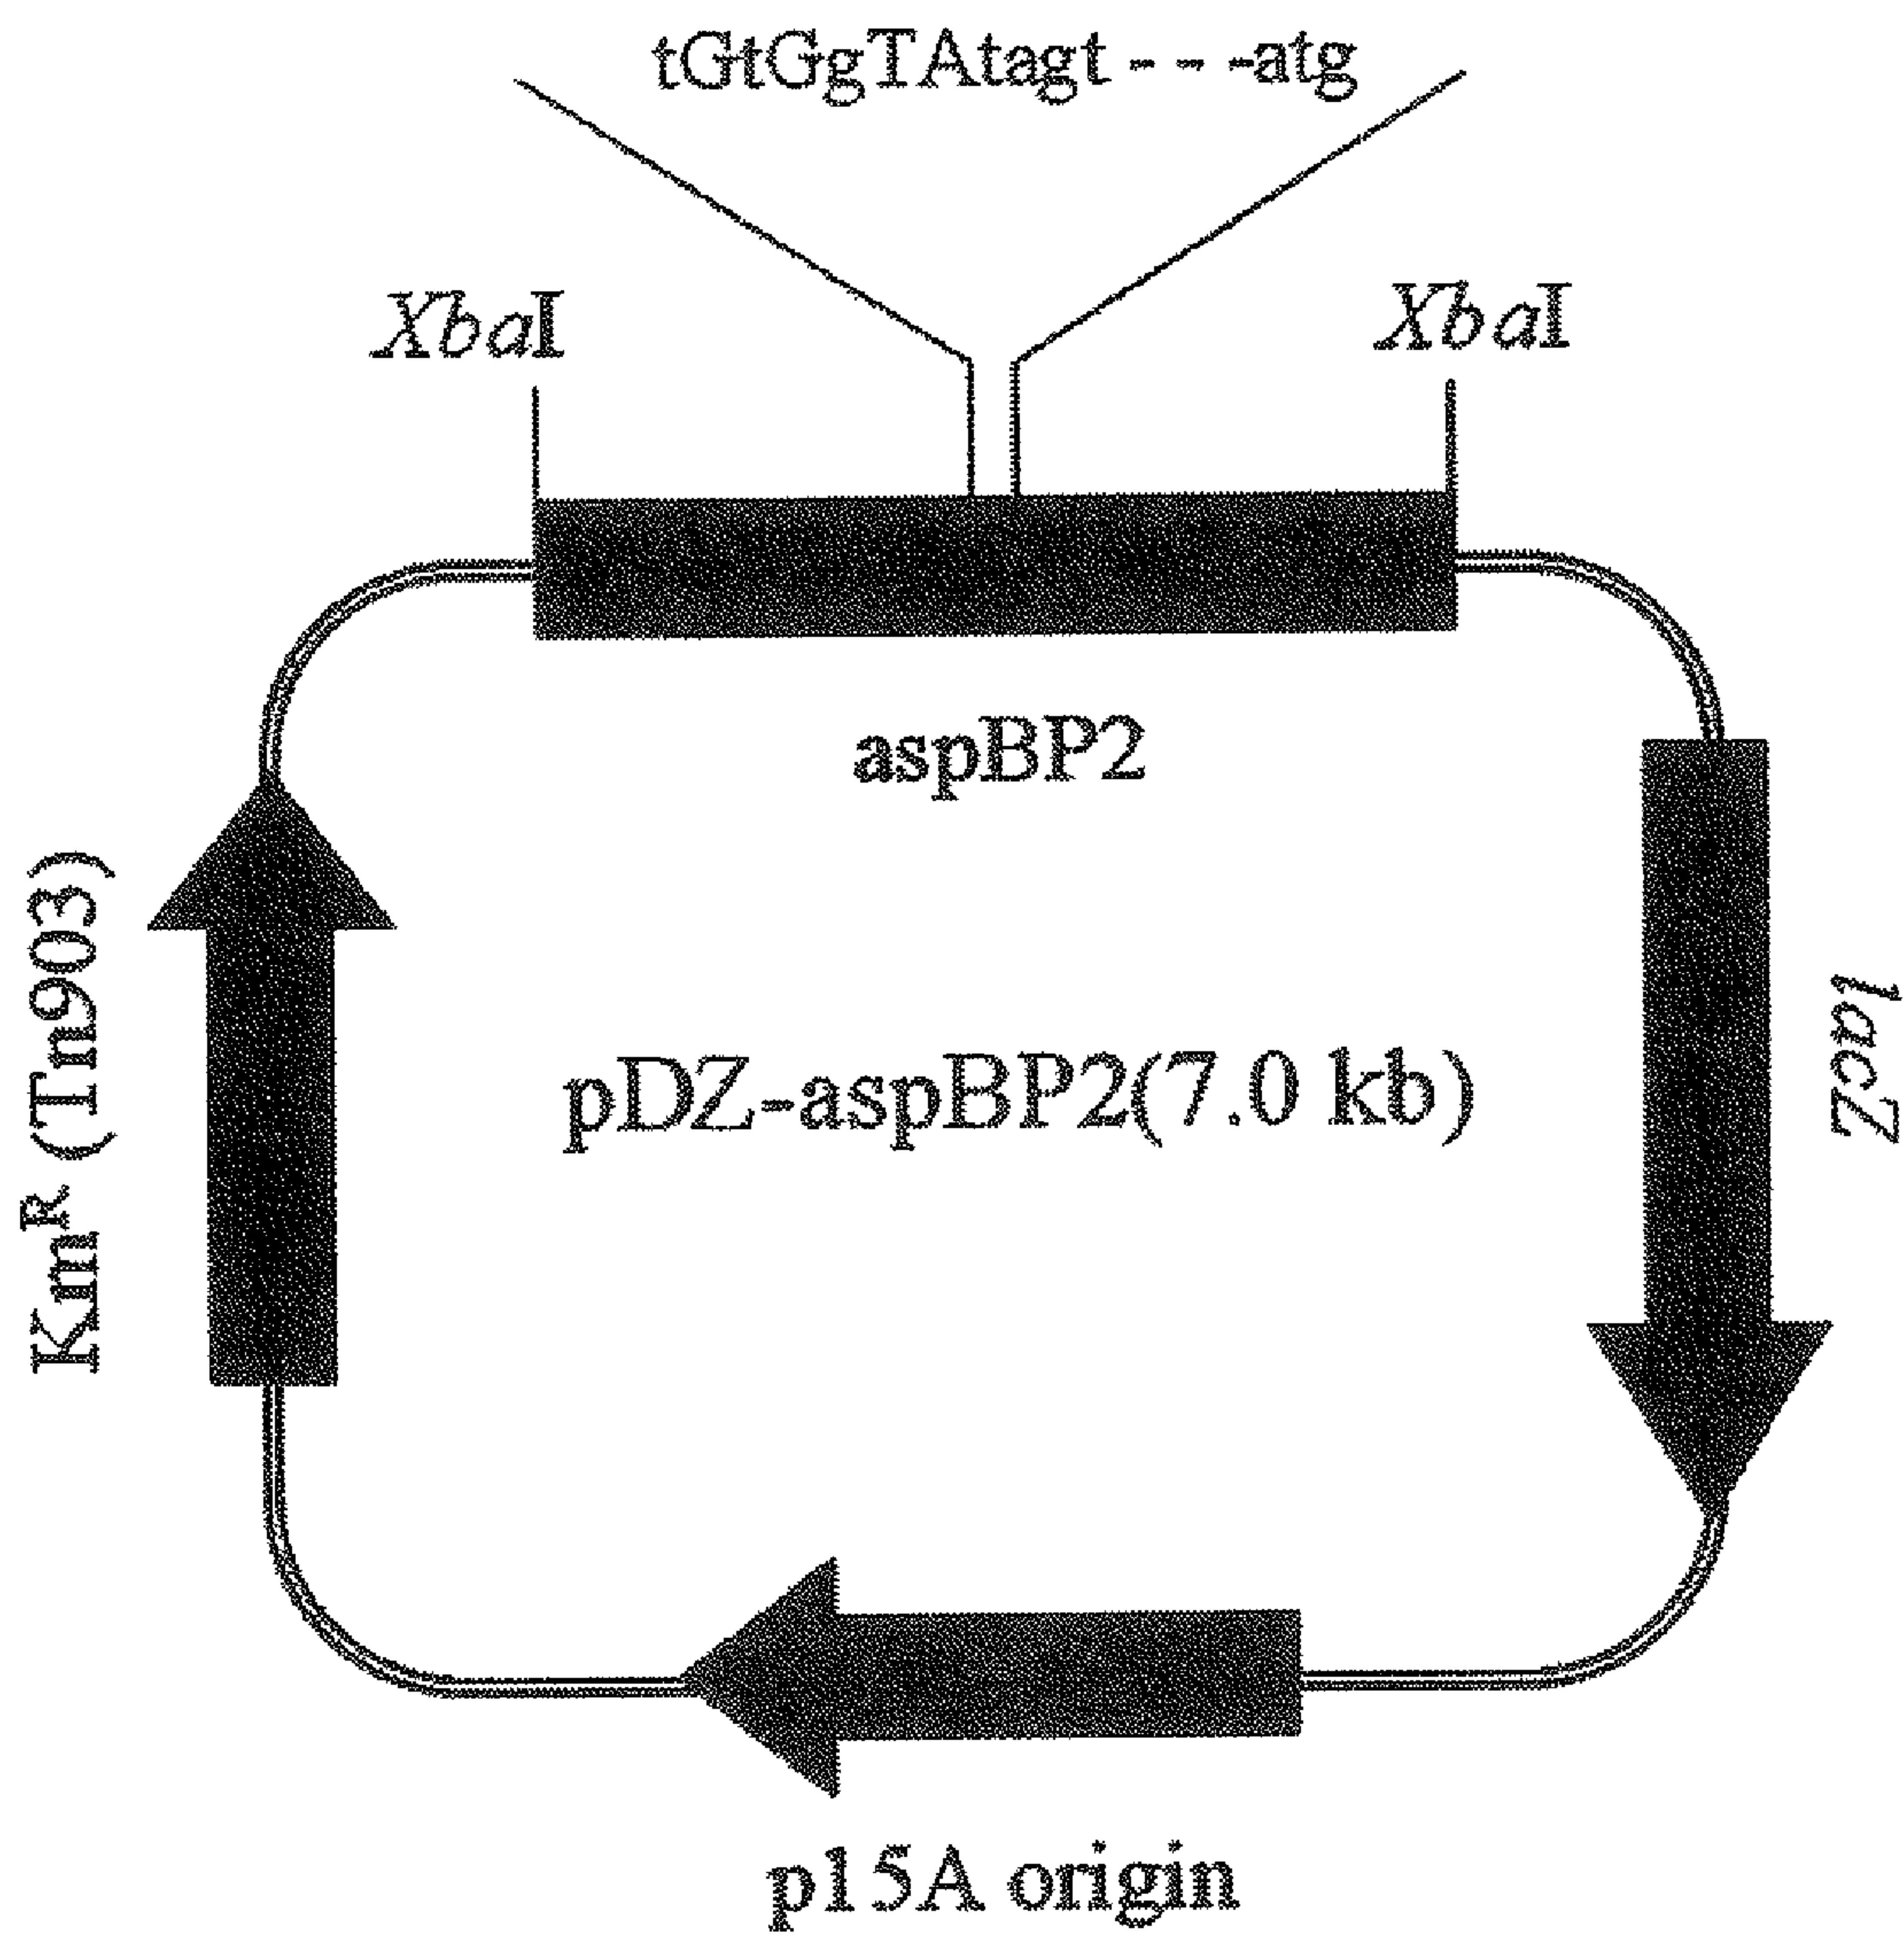 tGtGgTAtagt - - -atg
XbaI
XbaI
aspBP2
KmR (Tn903)
pDZ-aspBP2(7.0 kb)
lacZ
p15A origin